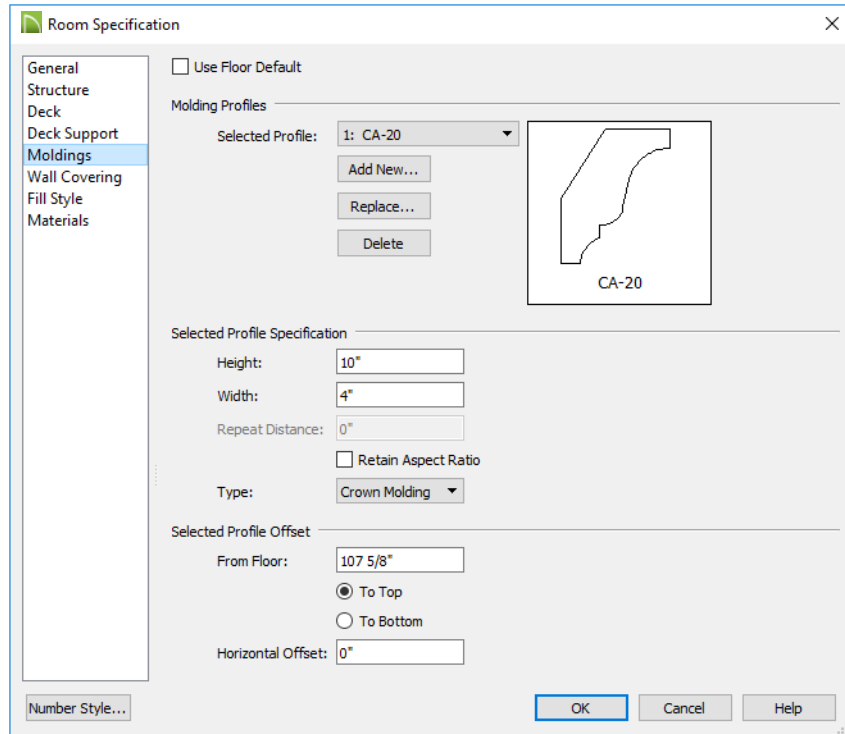 Room Specification
General
Structure
Deck
Deck Support
Moldings
Wall Covering
Fill Style
Materials
Use Floor Default
Molding Profiles
Selected Profile: 1: CA-20
Add New...
Replace...
Delete
CA-20
Selected Profile Specification
Height: 10"
Width: 4"
Repeat Distance: 0"
Retain Aspect Ratio
Type: Crown Molding
Selected Profile Offset
From Floor: 107 5/8"
To Top
To Bottom
Horizontal Offset: 0"
Number Style... OK Cancel Help